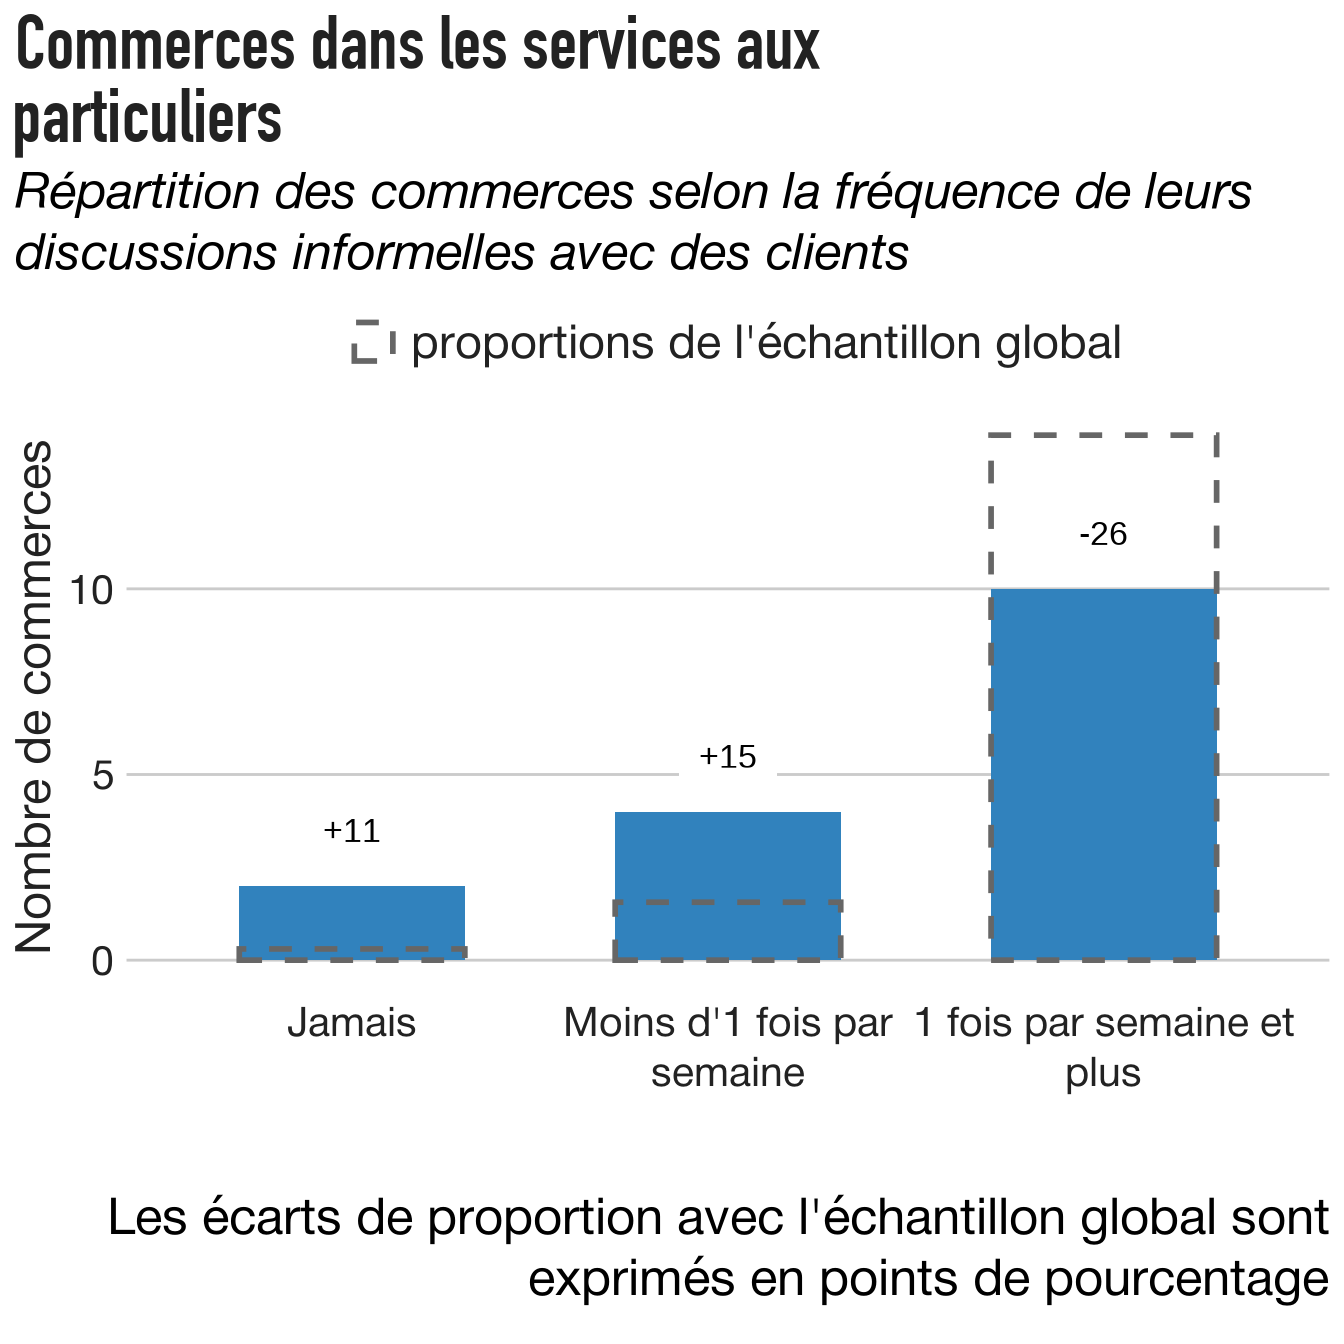 Commerces dans les services aux
particuliers
Répartition des commerces selon la fréquence de leurs
discussions informelles avec des clients
proportions de l'échantillon global
Nombre de commerces
10
5
0
+11
+15
-26
Jamais
Moins d'1 fois par
semaine
1 fois par semaine et
plus
Les écarts de proportion avec l'échantillon global sont
exprimés en points de pourcentage